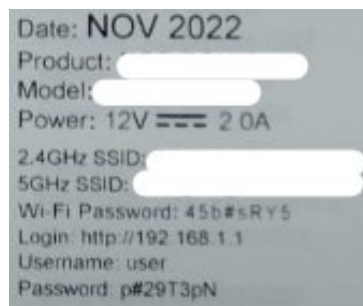 Date: NOV 2022
Product:
Model:
Power: 12V ⎓ 2 0A
2.4GHz SSID:
5GHz SSID:
Wi-Fi Password: 45b#sRY5
Login: http://192.168.1.1
Username: user
Password: p#29T3pN